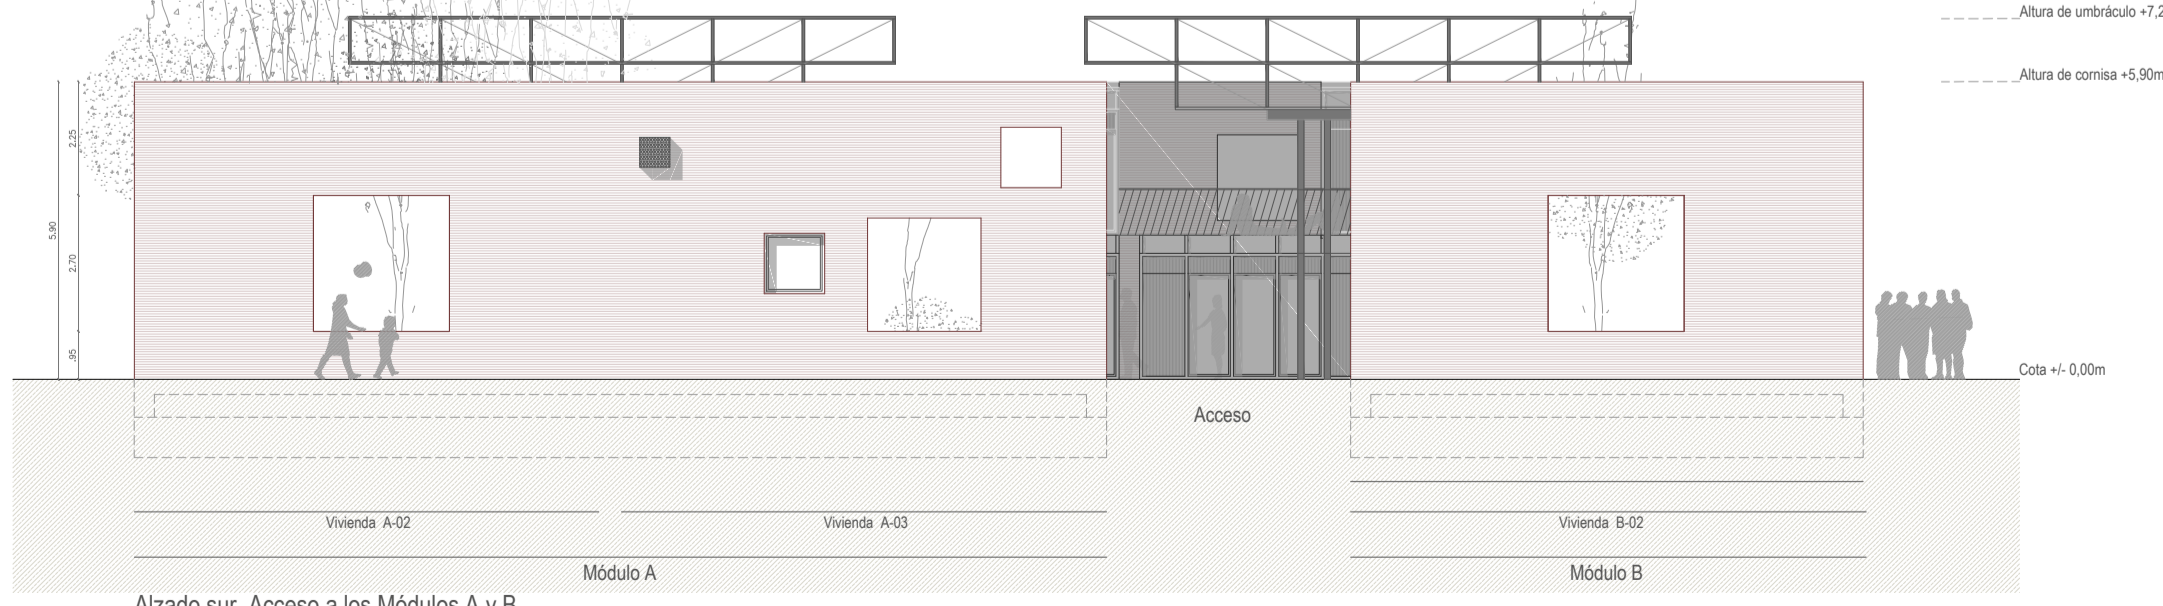 Altura de umbráculo +7,2
Altura de cornisa +5,90m
2.25
5.90
2.70
.95
Cota +/- 0,00m
Acceso
Vivienda A-02
Vivienda A-03
Vivienda B-02
Módulo A
Módulo B
Alzado sur. Acceso a los Módulos A y B